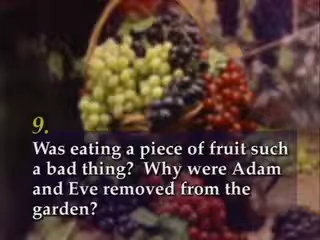 9.
Was eating a piece of fruit such
a bad thing?  Why were Adam
and Eve removed from the
garden?